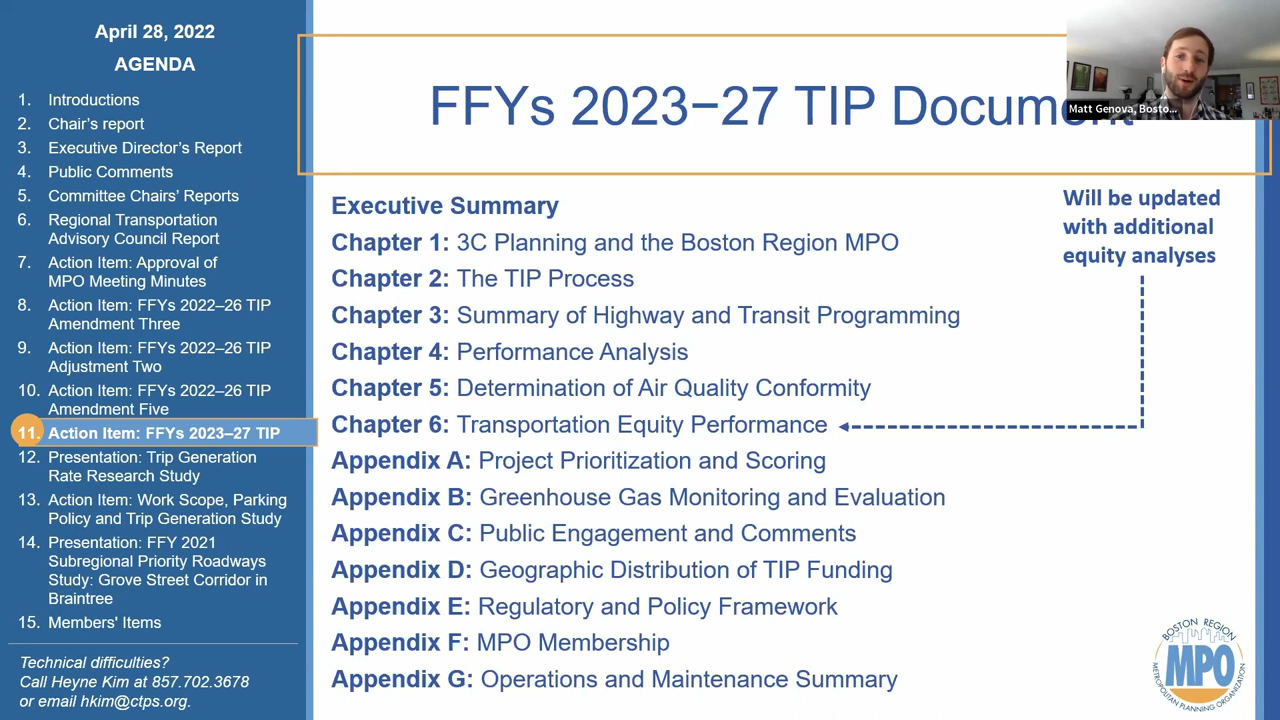 April 28, 2022
AGENDA
1. Introductions
2. Chair's report
3. Executive Director's Report
4. Public Comments
5. Committee Chairs' Reports
6. Regional Transportation
Advisory Council Report
7. Action Item: Approval of
MPO Meeting Minutes
8. Action Item: FFYs 2022–26 TIP
Amendment Three
9. Action Item: FFYs 2022–26 TIP
Adjustment Two
10. Action Item: FFYs 2022–26 TIP
Amendment Five
11. Action Item: FFYs 2023–27 TIP
12. Presentation: Trip Generation
Rate Research Study
13. Action Item: Work Scope, Parking
Policy and Trip Generation Study
14. Presentation: FFY 2021
Subregional Priority Roadways
Study: Grove Street Corridor in
Braintree
15. Members' Items
Technical difficulties?
Call Heyne Kim at 857.702.3678
or email hkim@ctps.org.
FFYs 2023–27 TIP Document
Matt Genova, Bosto...
Executive Summary
Chapter 1: 3C Planning and the Boston Region MPO
Chapter 2: The TIP Process
Chapter 3: Summary of Highway and Transit Programming
Chapter 4: Performance Analysis
Chapter 5: Determination of Air Quality Conformity
Chapter 6: Transportation Equity Performance
Appendix A: Project Prioritization and Scoring
Appendix B: Greenhouse Gas Monitoring and Evaluation
Appendix C: Public Engagement and Comments
Appendix D: Geographic Distribution of TIP Funding
Appendix E: Regulatory and Policy Framework
Appendix F: MPO Membership
Appendix G: Operations and Maintenance Summary
Will be updated
with additional
equity analyses
BOSTON REGION
MPO
METROPOLITAN PLANNING ORGANIZATION